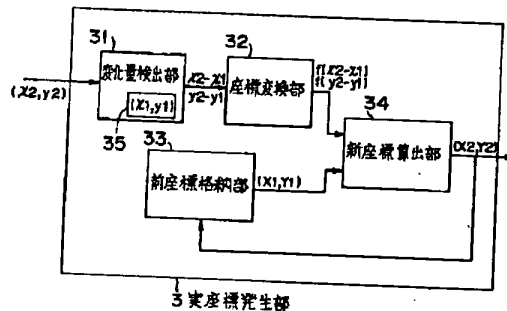 31
変化量検出部
(x1,y1)
35
(x2,y2)
x2-x1
y2-y1
32
座標変換部
f(x2-x1)
f(y2-y1)
34
新座標算出部
(X2,Y2)
33
前座標格納部
(X1,Y1)
3 実座標発生部